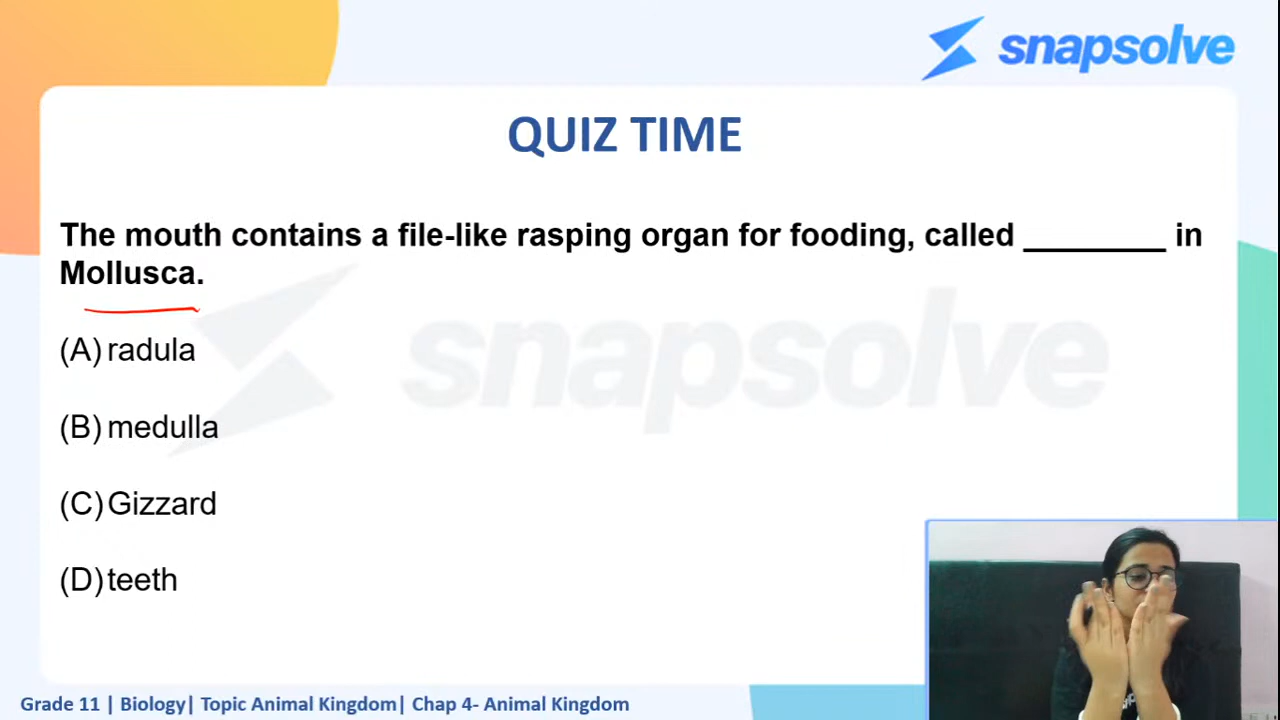 snapsolve
QUIZ TIME
The mouth contains a file-like rasping organ for fooding, called ________ in
Mollusca.
(A) radula
(B) medulla
(C) Gizzard
(D) teeth
snapsolve
Grade 11 | Biology| Topic Animal Kingdom| Chap 4- Animal Kingdom